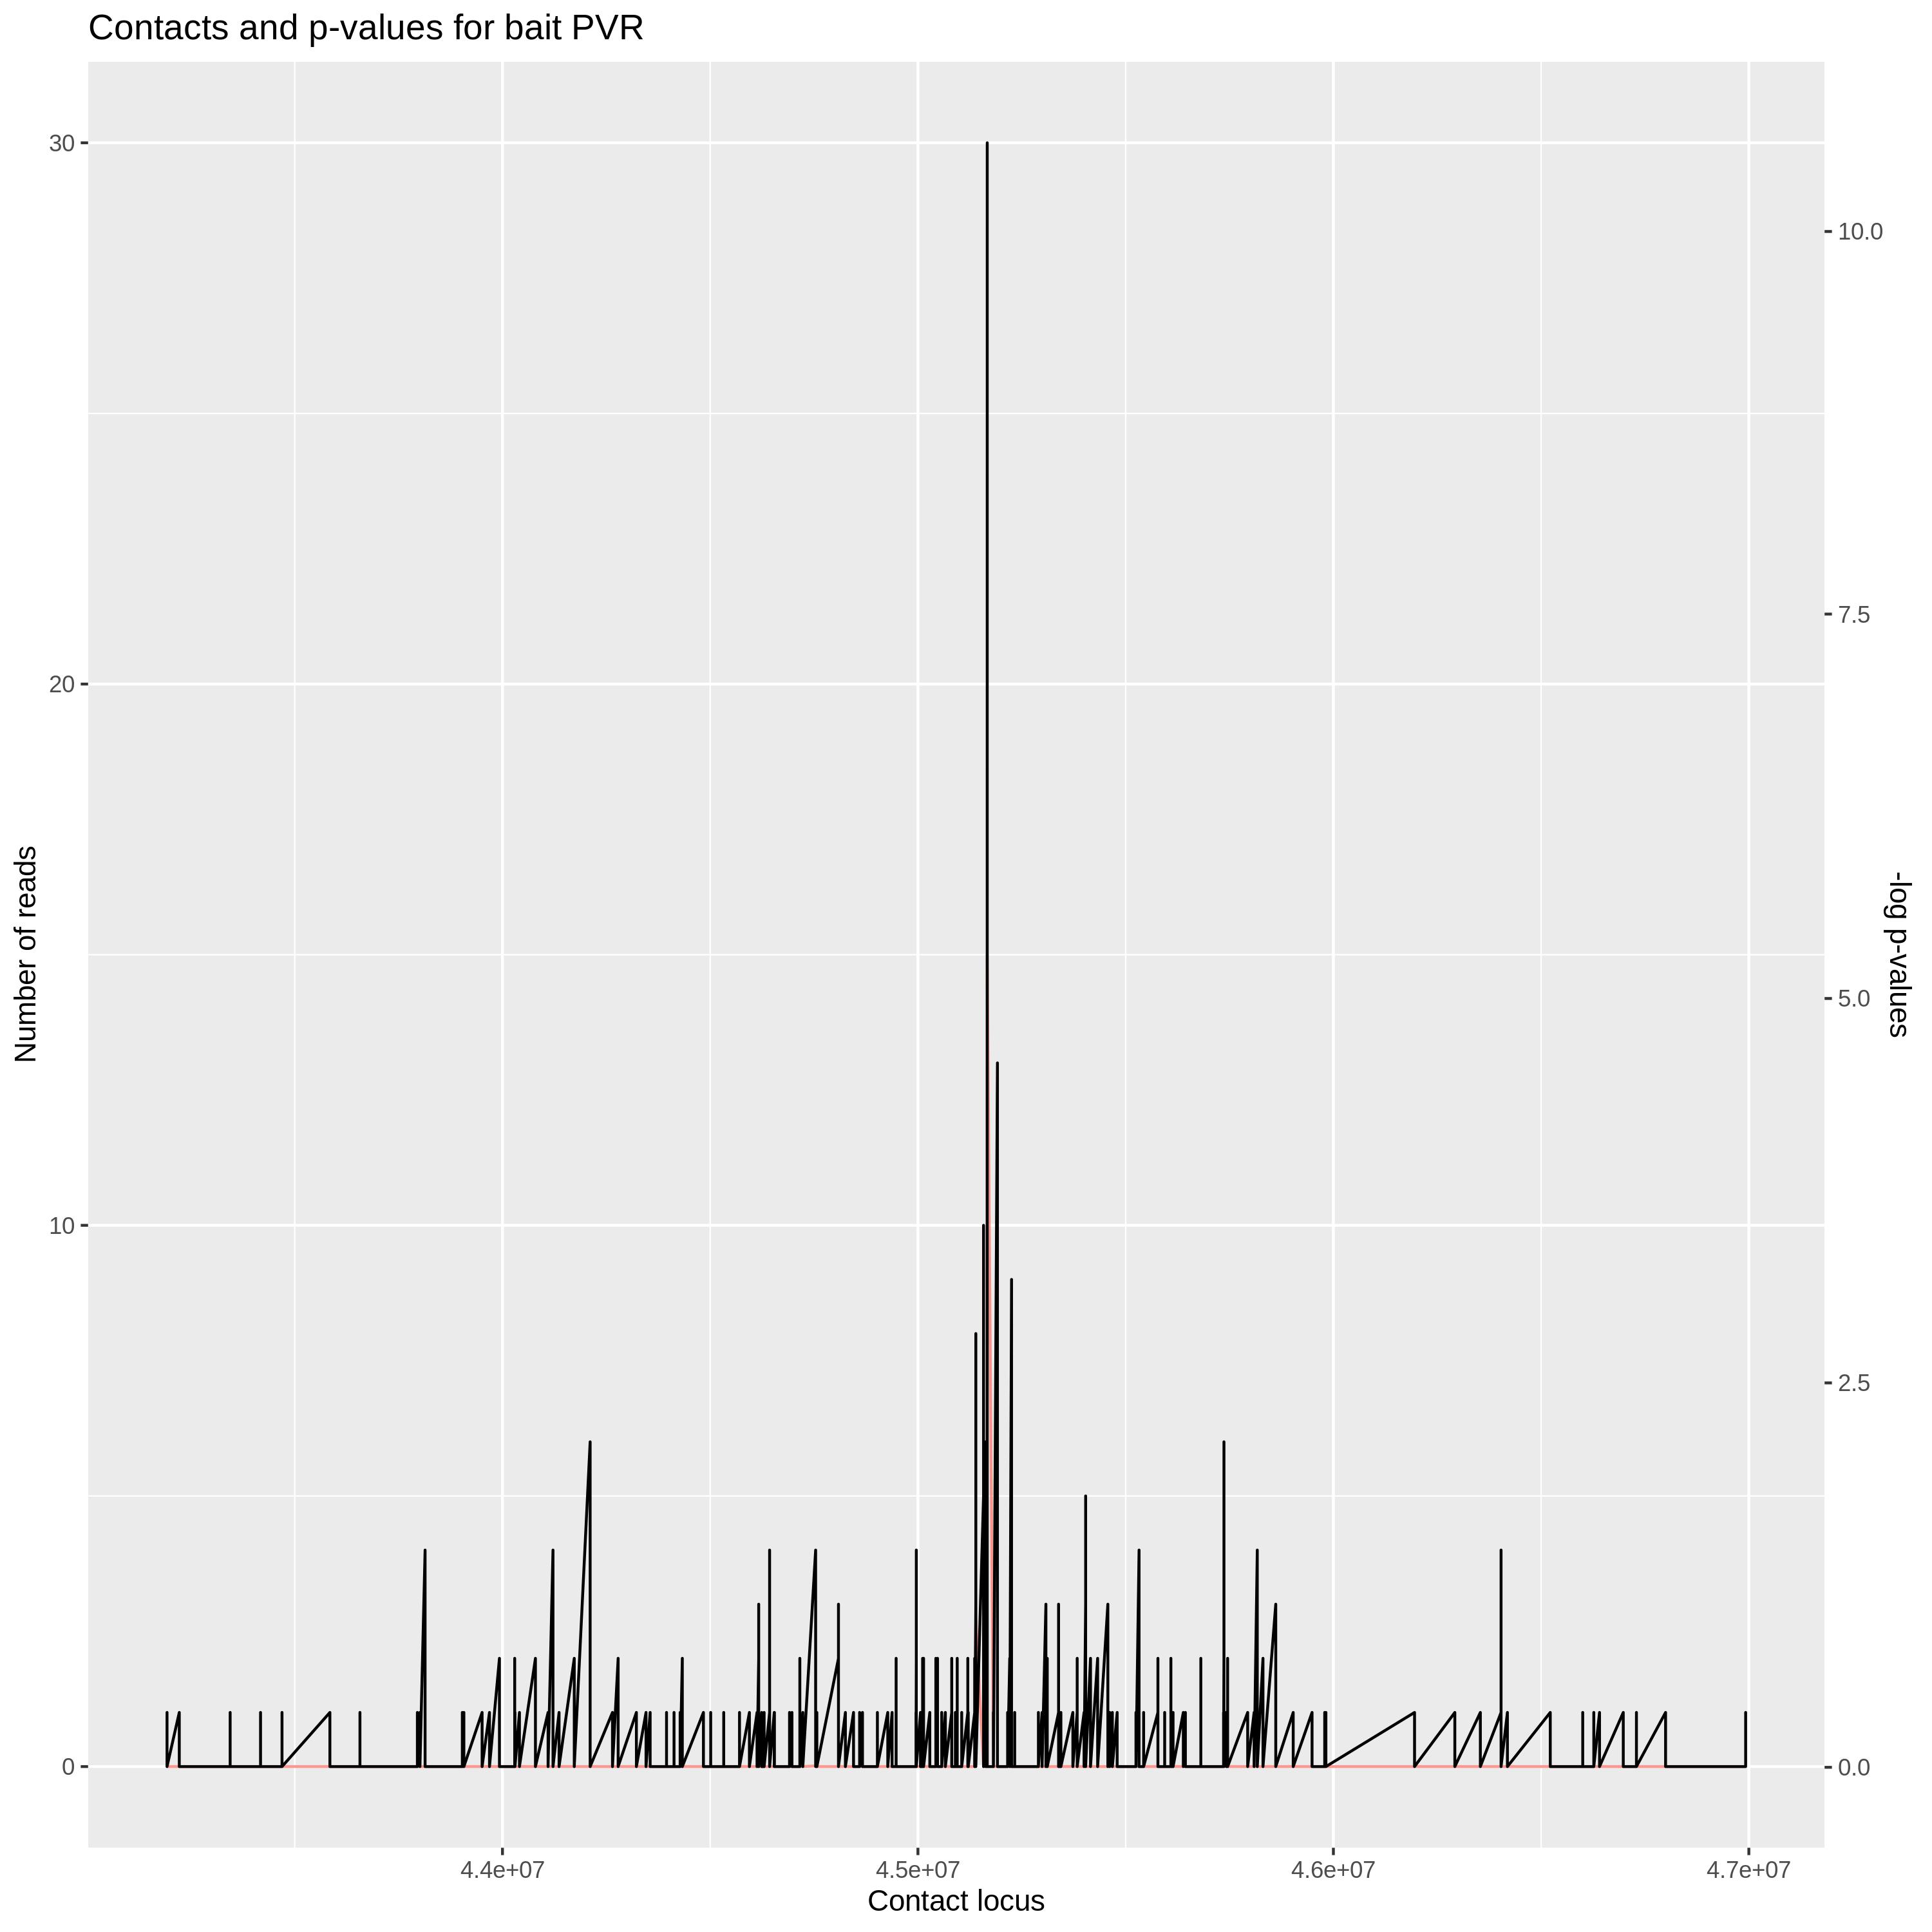 Contacts and p-values for bait PVR
30
20
10
0
Number of reads
10.0
7.5
5.0
2.5
0.0
-log p-values
4.4e+07
4.5e+07
4.6e+07
4.7e+07
Contact locus